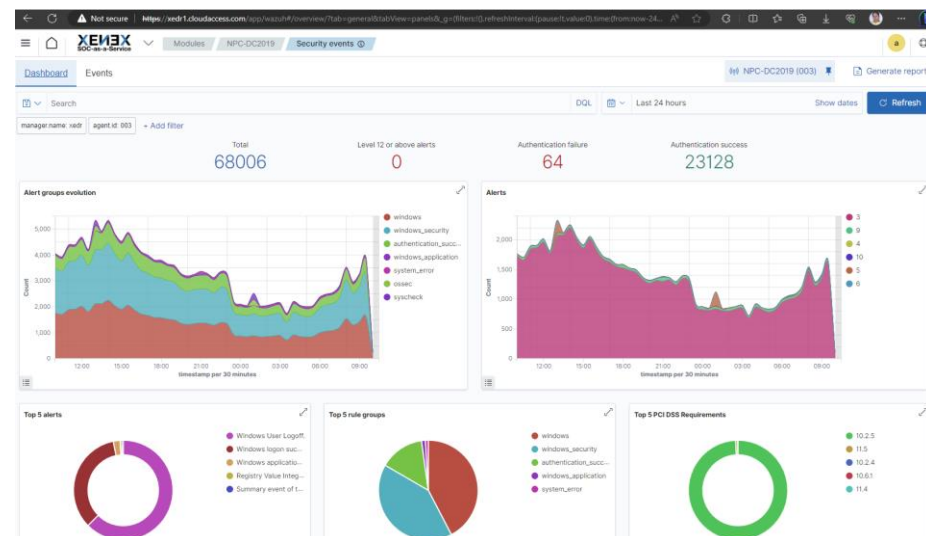 Not secure | https://xedr1.cloudaccess.com/app/wazuh#/overview/?tab=general&tabView=panels&_g=(filters:!(),refreshInterval:(pause:!t,value:0),time:(from:now-24...
XENEX
SOC-as-a-Service
Modules
NPC-DC2019
Security events
a
Dashboard
Events
NPC-DC2019 (003)
Generate report
Search
DQL
Last 24 hours
Show dates
Refresh
manager.name: xedr
agent.id: 003
+ Add filter
Total
68006
Level 12 or above alerts
0
Authentication failure
64
Authentication success
23128
Alert groups evolution
5,000
4,000
3,000
2,000
1,000
0
Count
12:00
15:00
18:00
21:00
00:00
03:00
06:00
09:00
timestamp per 30 minutes
windows
windows_security
authentication_succ...
windows_application
system_error
ossec
syscheck
Alerts
2,000
1,500
1,000
500
0
Count
12:00
15:00
18:00
21:00
00:00
03:00
06:00
09:00
timestamp per 30 minutes
3
9
4
10
5
6
Top 5 alerts
Windows User Logoff.
Windows logon suc...
Windows applicatio...
Registry Value Integ...
Summary event of t...
Top 5 rule groups
windows
windows_security
authentication_succ...
windows_application
system_error
Top 5 PCI DSS Requirements
10.2.5
11.5
10.2.4
10.6.1
11.4